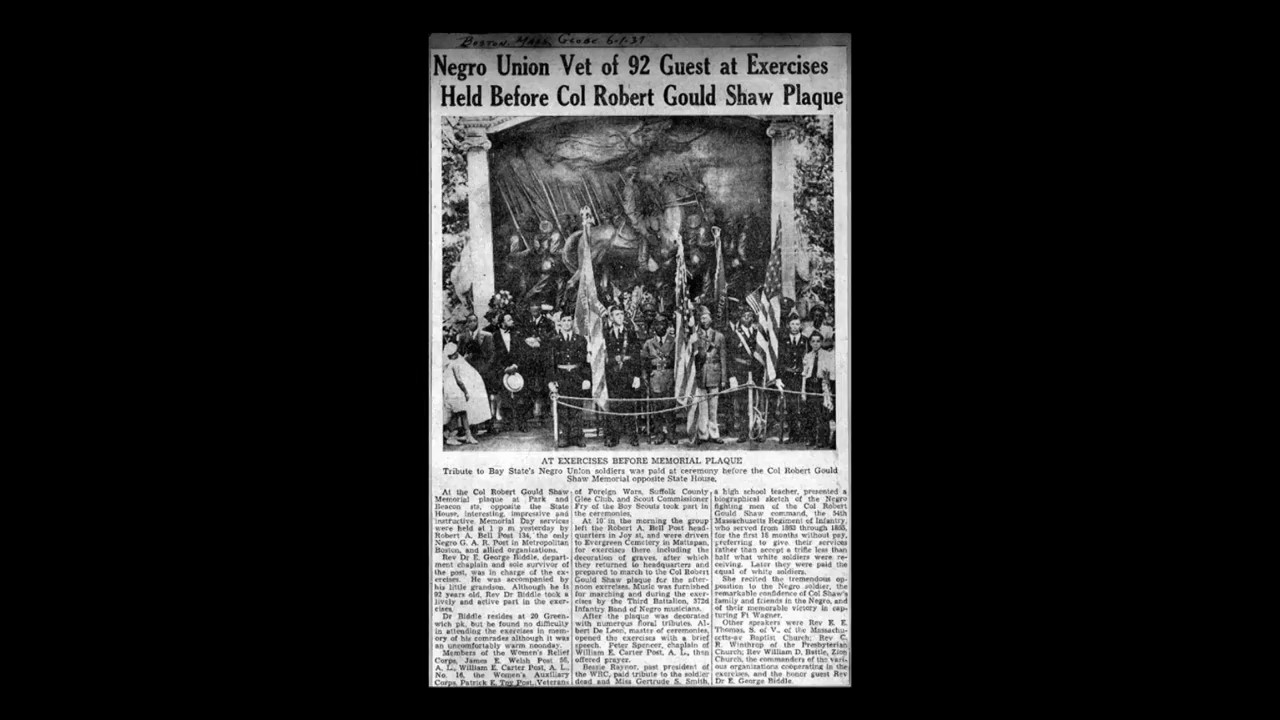 Boston, Mass, Globe 6-1-37
Negro Union Vet of 92 Guest at Exercises
Held Before Col Robert Gould Shaw Plaque
AT EXERCISES BEFORE MEMORIAL PLAQUE
Tribute to Bay State's Negro Union soldiers was paid at ceremony before the Col Robert Gould
Shaw Memorial opposite State House.
At the Col Robert Gould Shaw
Memorial plaque at Park and
Beacon sts, opposite the State
House, interesting, impressive and
instructive Memorial Day services
were held at 1 p m yesterday by
Robert A. Bell Post 134, the only
Negro G. A. R. Post in Metropolitan
Boston, and allied organizations.
Rev Dr E. George Biddle, depart-
ment chaplain and sole survivor of
the post, was in charge of the ex-
ercises. He was accompanied by
his little grandson. Although he is
92 years old, Rev Dr Biddle took a
lively and active part in the exer-
cises.
Dr Biddle resides at 20 Green-
wich pk, but he found no difficulty
in attending the exercises in mem-
ory of his comrades although it was
an uncomfortably warm noonday.
Members of the Women's Relief
Corps, James E. Welsh Post 56,
A. L., William E. Carter Post, A. L.,
No. 16, the Women's Auxiliary
Corps, Patrick E. Toy Post, Veterans
of Foreign Wars, Suffolk County
Glee Club, and Scout Commissioner
Fry of the Boy Scouts took part in
the ceremonies.
At 10 in the morning the group
left the Robert A. Bell Post head-
quarters in Joy st, and were driven
to Evergreen Cemetery in Mattapan,
for exercises there including the
decoration of graves, after which
they returned to headquarters and
prepared to march to the Col Robert
Gould Shaw plaque for the after-
noon exercises. Music was furnished
for marching and during the exer-
cises by the Third Battalion, 372d
Infantry Band of Negro musicians.
After the plaque was decorated
with numerous floral tributes, Al-
bert De Leon, master of ceremonies,
opened the exercises with a brief
speech. Peter Spencer, chaplain of
William E. Carter Post, A. L., then
offered prayer.
Bessie Raynor, past president of
the WRC, paid tribute to the soldier
dead and Miss Gertrude S. Smith,
a high school teacher, presented a
biographical sketch of the Negro
fighting men of the Col Robert
Gould Shaw command, the 54th
Massachusetts Regiment of Infantry,
who served from 1863 through 1865,
for the first 18 months without pay,
preferring to give their services
rather than accept a trifle less than
half what white soldiers were re-
ceiving. Later they were paid the
equal of white soldiers.
She recited the tremendous op-
position to the Negro soldier, the
remarkable confidence of Col Shaw's
family and friends in the Negro, and
of their memorable victory in cap-
turing Ft Wagner.
Other speakers were Rev E. E.
Thomas, S. of V., of the Massachu-
setts-av Baptist Church; Rev C.
R. Winthrop of the Presbyterian
Church; Rev William D. Battle, Zion
Church, the commanders of the vari-
ous organizations cooperating in the
exercises, and the honor guest Rev
Dr E. George Biddle.